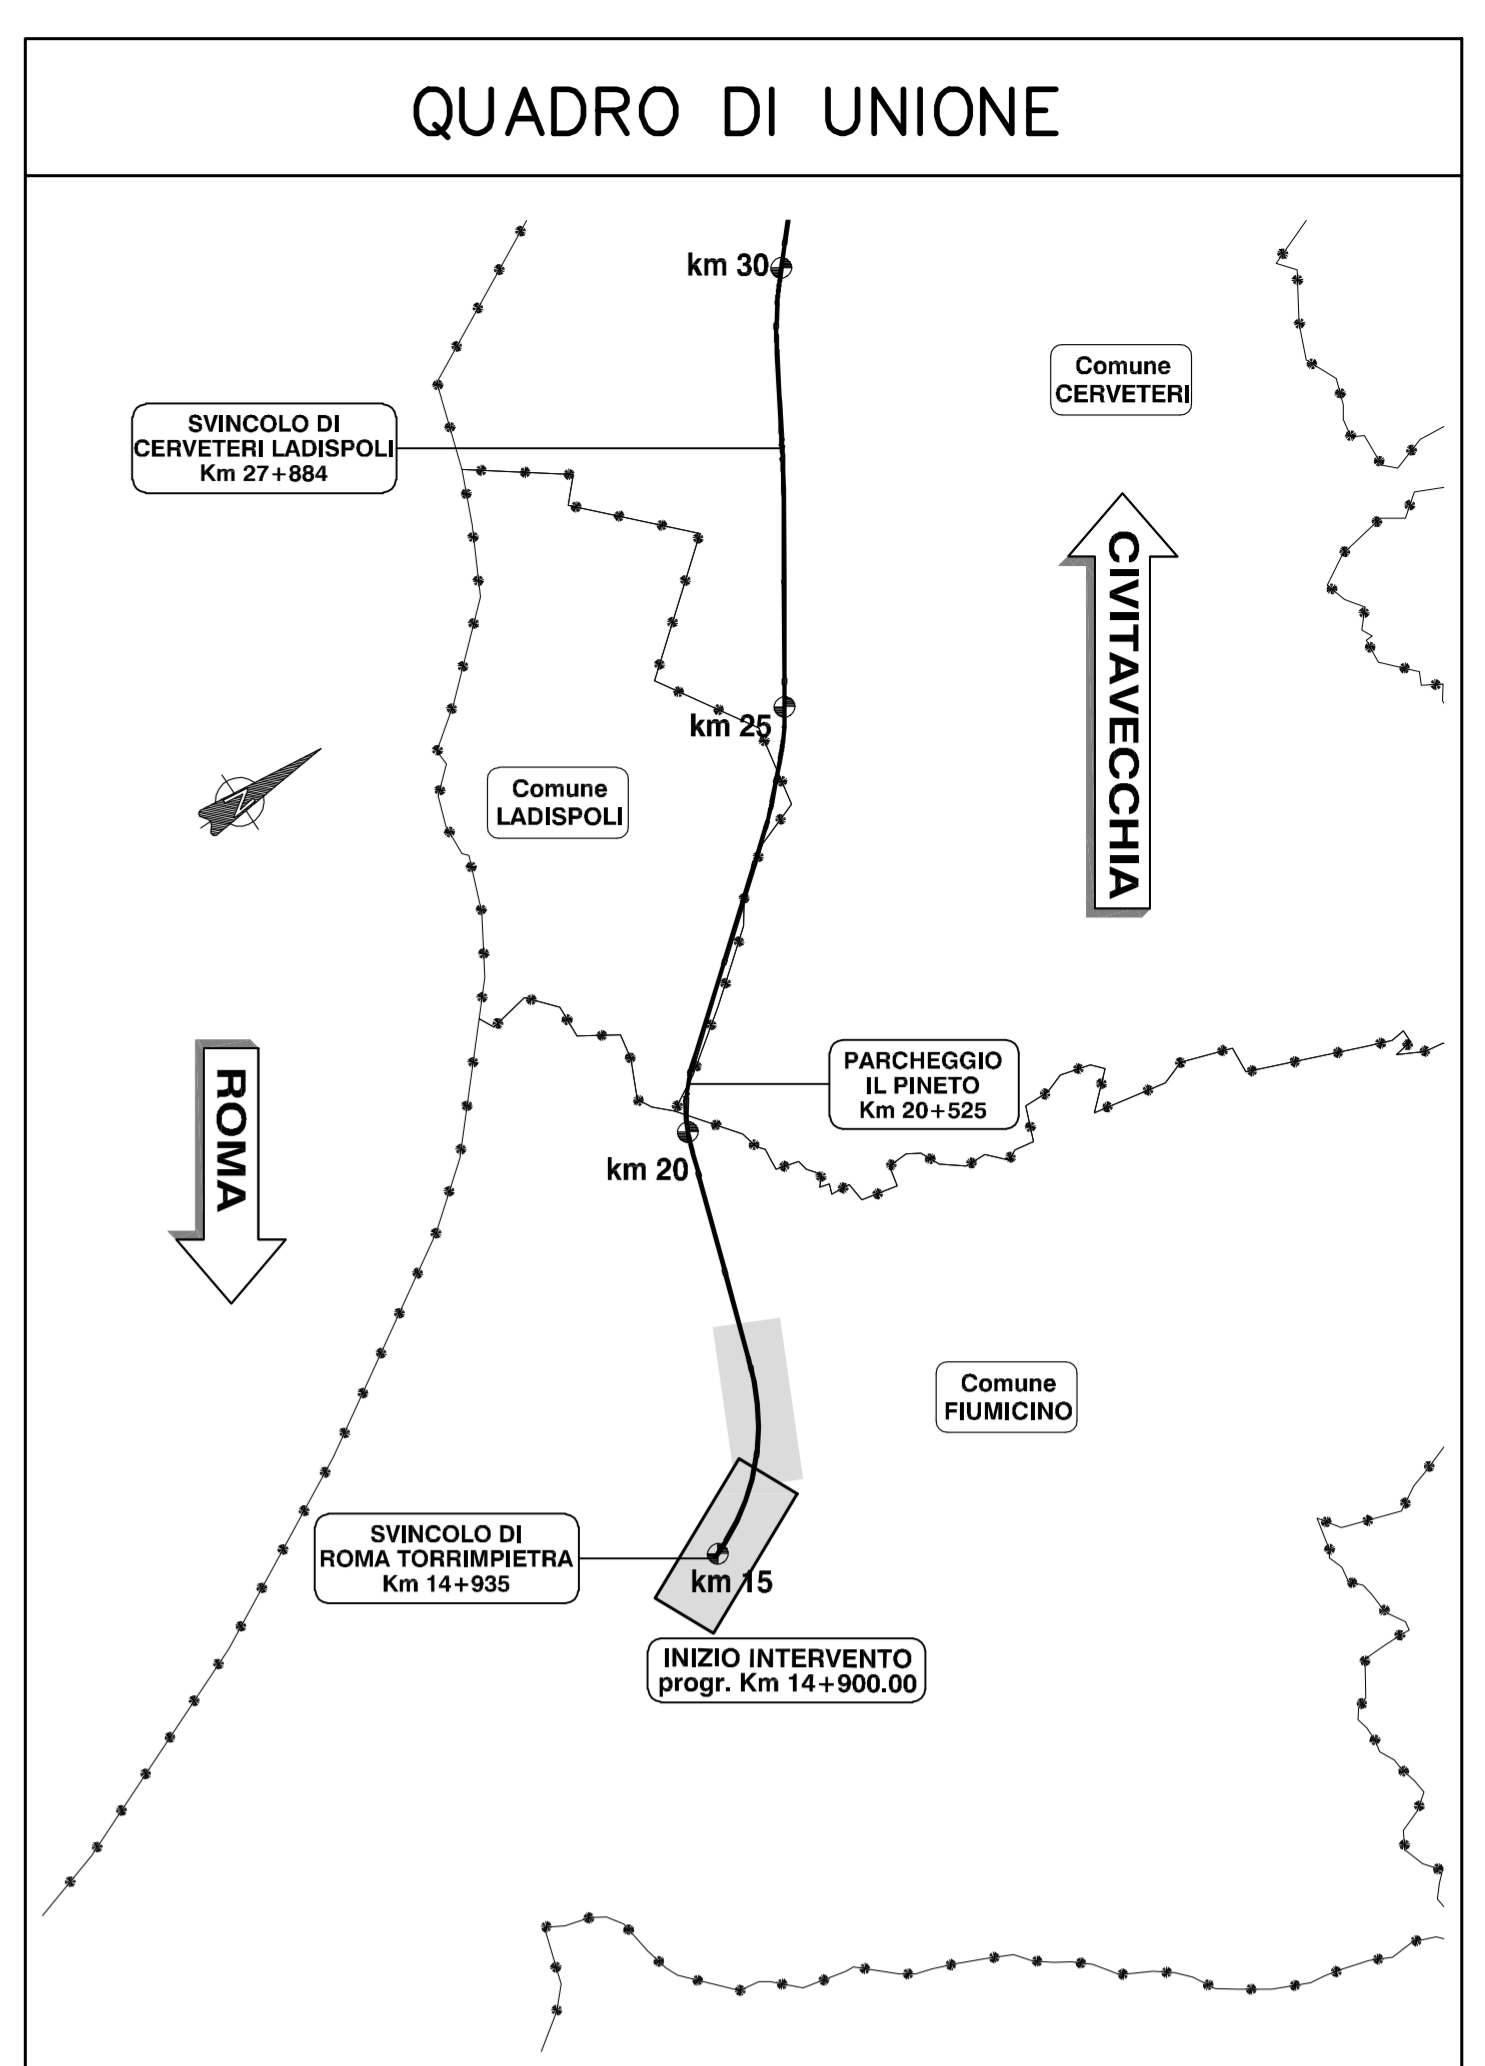 QUADRO DI UNIONE
km 30
Comune
CERVETERI
SVINCOLO DI
CERVETERI LADISPOLI
Km 27+884
CIVITAVECCHIA
km 25
Comune
LADISPOLI
N
ROMA
PARCHEGGIO
IL PINETO
Km 20+525
km 20
Comune
FIUMICINO
SVINCOLO DI
ROMA TORRIMPIETRA
Km 14+935
km 15
INIZIO INTERVENTO
progr. Km 14+900.00